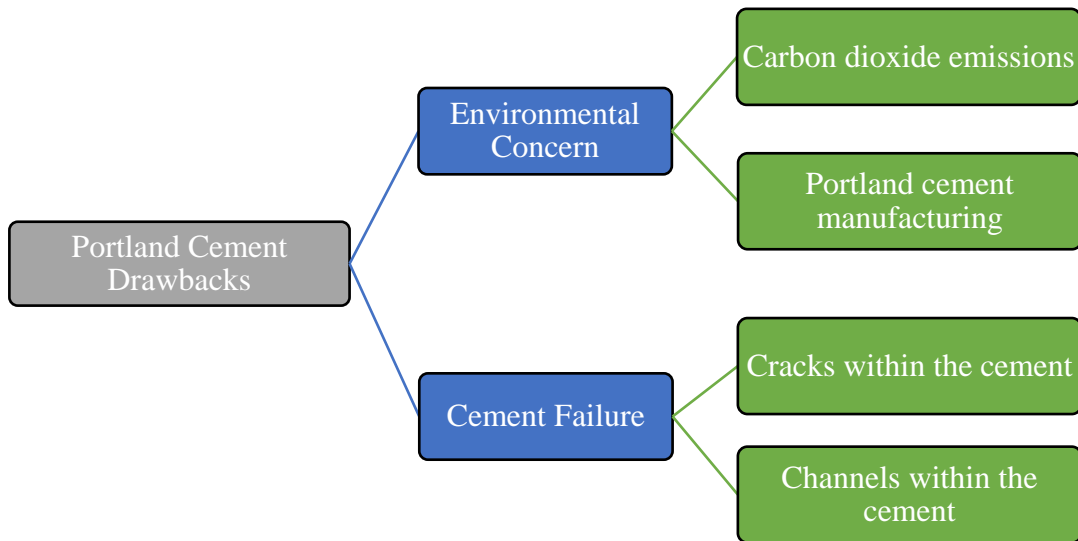 Portland Cement
Drawbacks
Environmental
Concern
Carbon dioxide emissions
Portland cement
manufacturing
Cement Failure
Cracks within the cement
Channels within the
cement